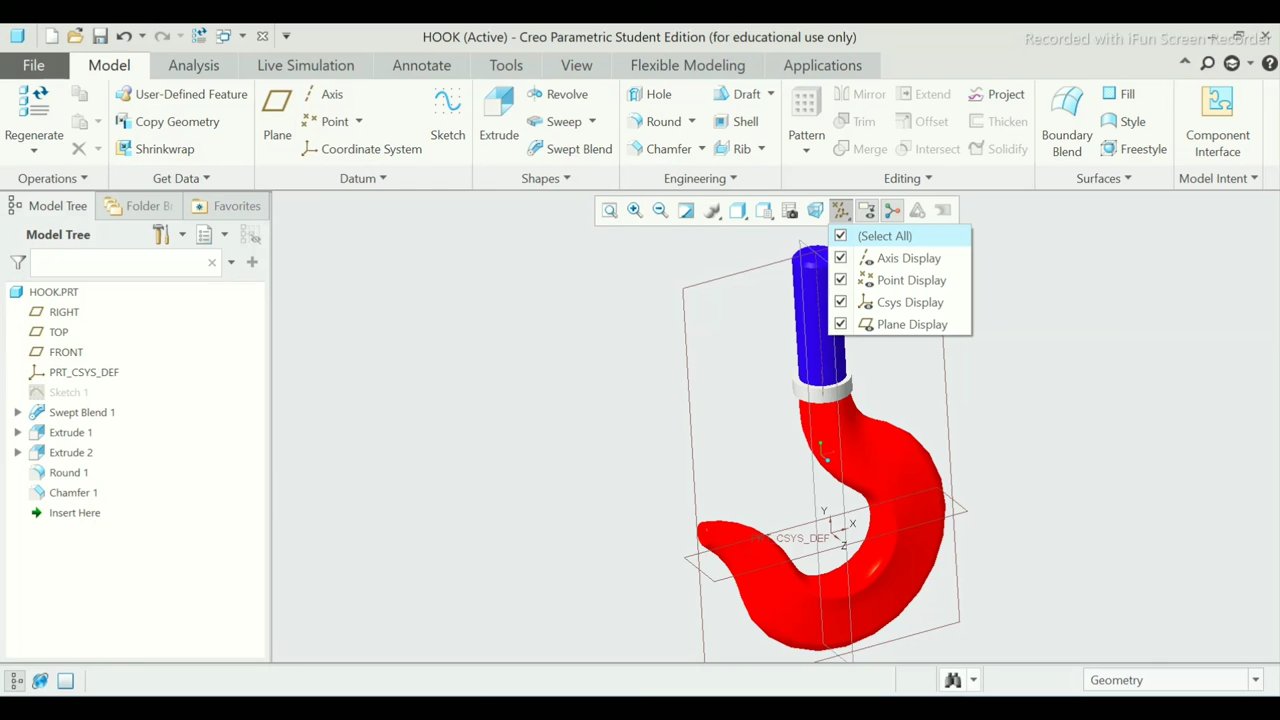 HOOK (Active) - Creo Parametric Student Edition (for educational use only)
Recorded with iFun Screen Recorder
File Model Analysis Live Simulation Annotate Tools View Flexible Modeling Applications
Regenerate
User-Defined Feature
Copy Geometry
Shrinkwrap
Plane
Axis
Point
Coordinate System
Sketch
Extrude
Revolve
Sweep
Swept Blend
Hole
Round
Chamfer
Draft
Shell
Rib
Pattern
Mirror
Trim
Merge
Extend
Offset
Intersect
Project
Thicken
Solidify
Boundary
Blend
Fill
Style
Freestyle
Component
Interface
Operations Get Data Datum Shapes Engineering Editing Surfaces Model Intent
Model Tree Folder B Favorites
Model Tree
HOOK.PRT
RIGHT
TOP
FRONT
PRT_CSYS_DEF
Sketch 1
Swept Blend 1
Extrude 1
Extrude 2
Round 1
Chamfer 1
Insert Here
(Select All)
Axis Display
Point Display
Csys Display
Plane Display
Y
X
PRT_CSYS_DEF
Z
Geometry